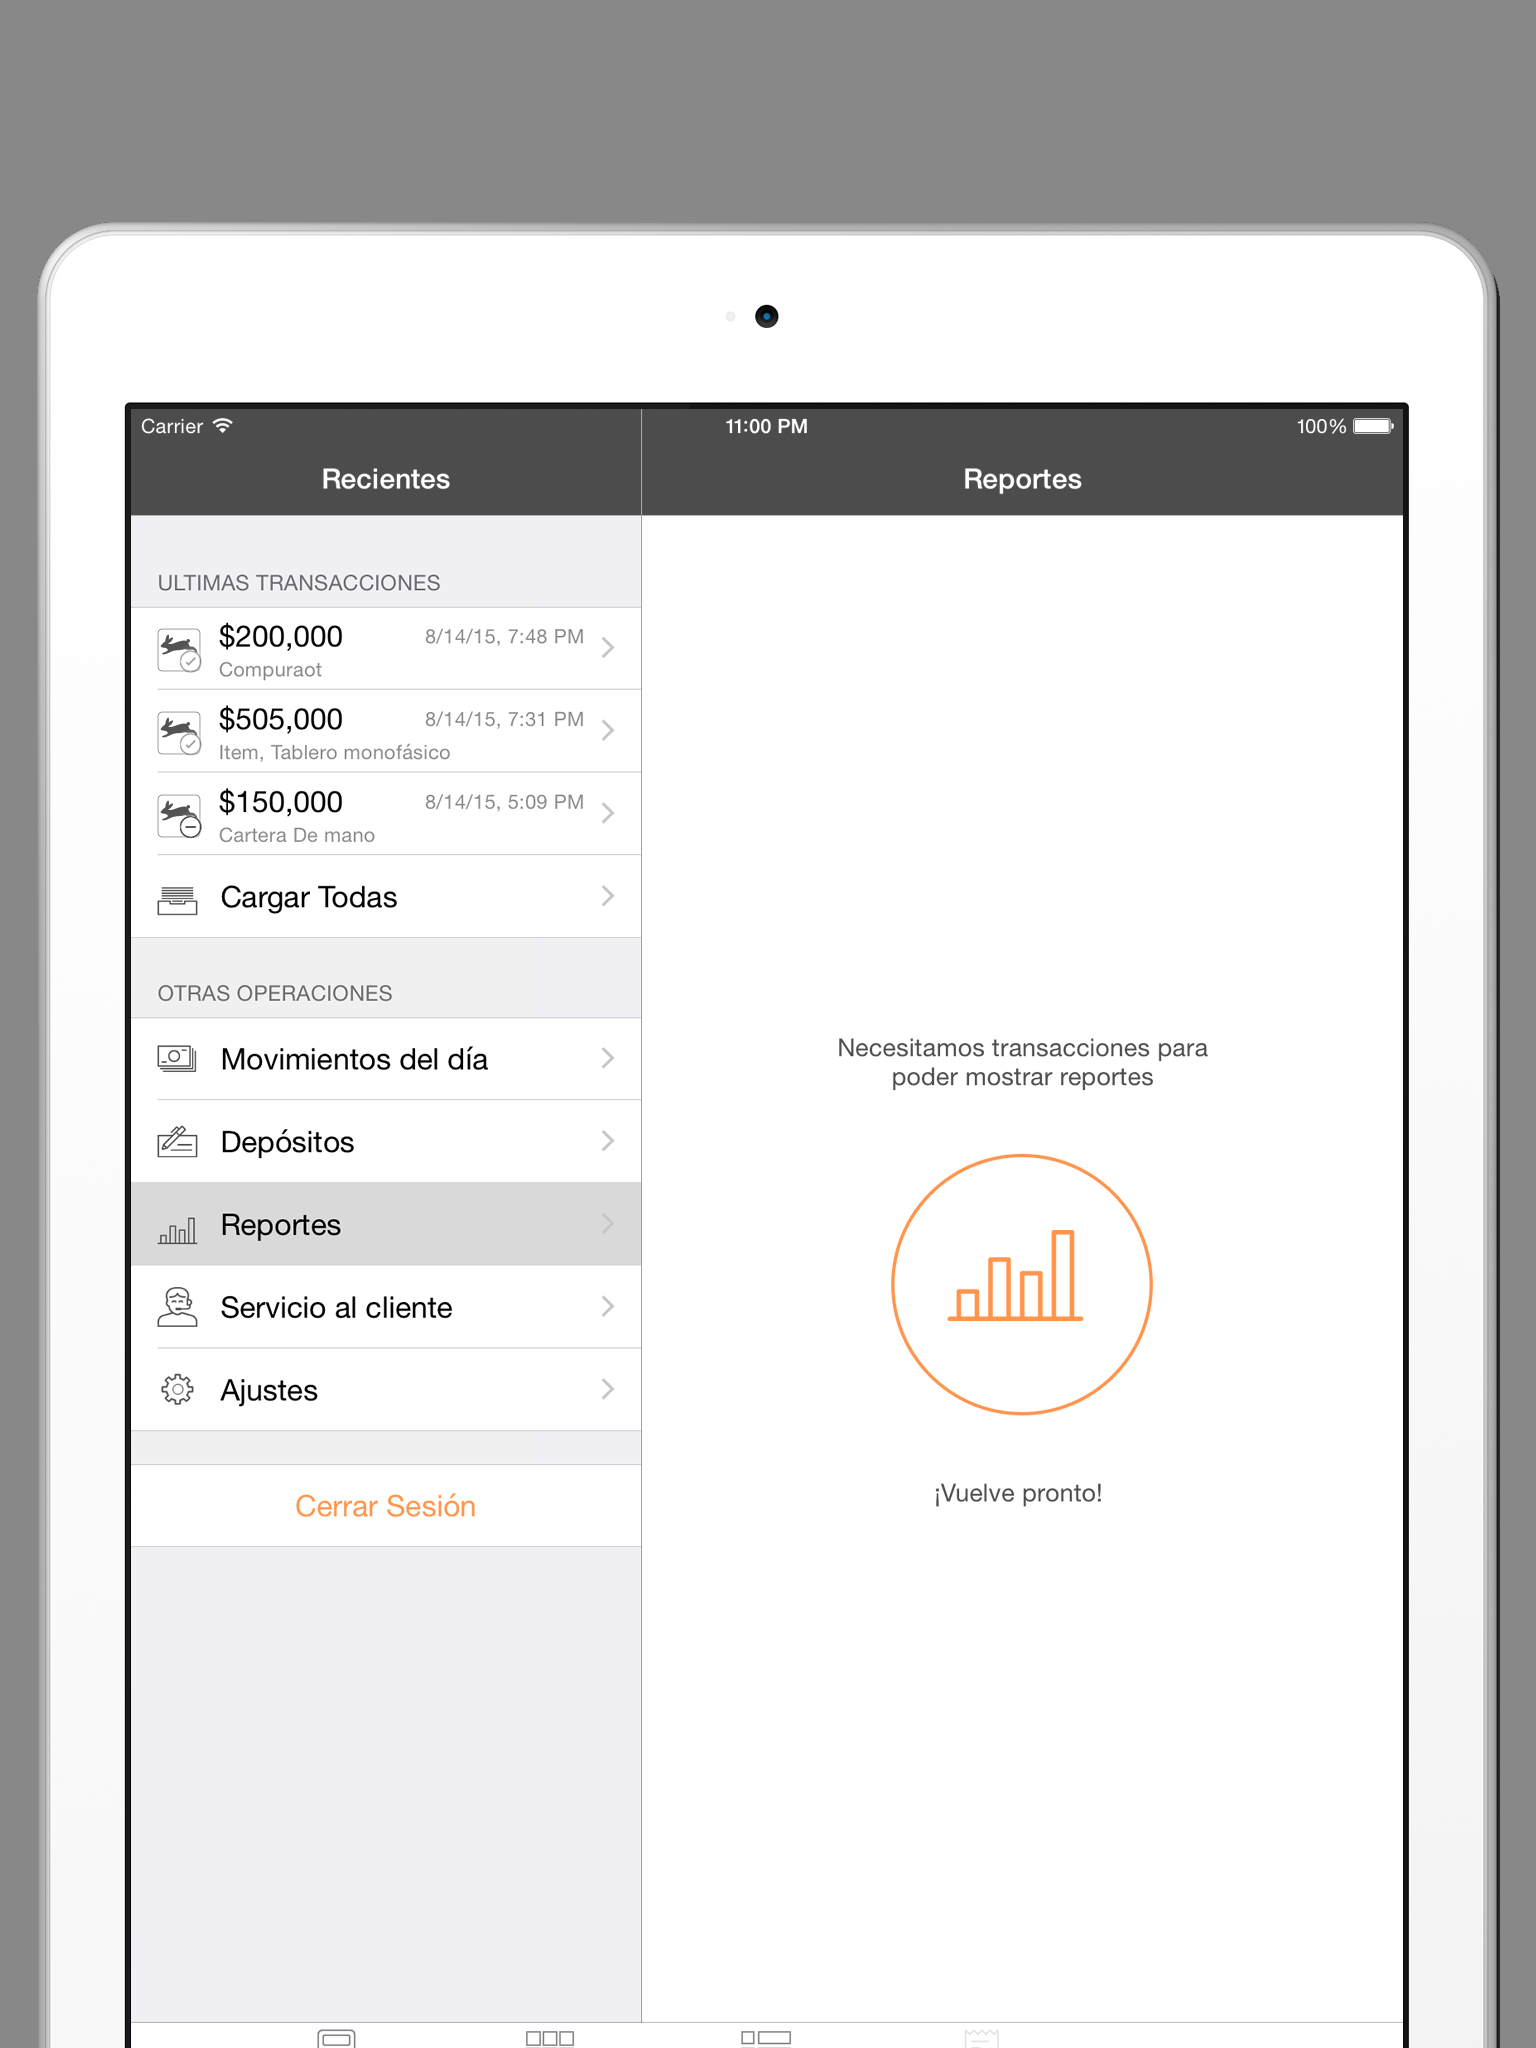 Carrier
11:00 PM
100%
Recientes
Reportes
ULTIMAS TRANSACCIONES
$200,000
8/14/15, 7:48 PM
Compuraot
$505,000
8/14/15, 7:31 PM
Item, Tablero monofásico
$150,000
8/14/15, 5:09 PM
Cartera De mano
Cargar Todas
OTRAS OPERACIONES
Movimientos del día
Depósitos
Reportes
Servicio al cliente
Ajustes
Cerrar Sesión
Necesitamos transacciones para
poder mostrar reportes
¡Vuelve pronto!